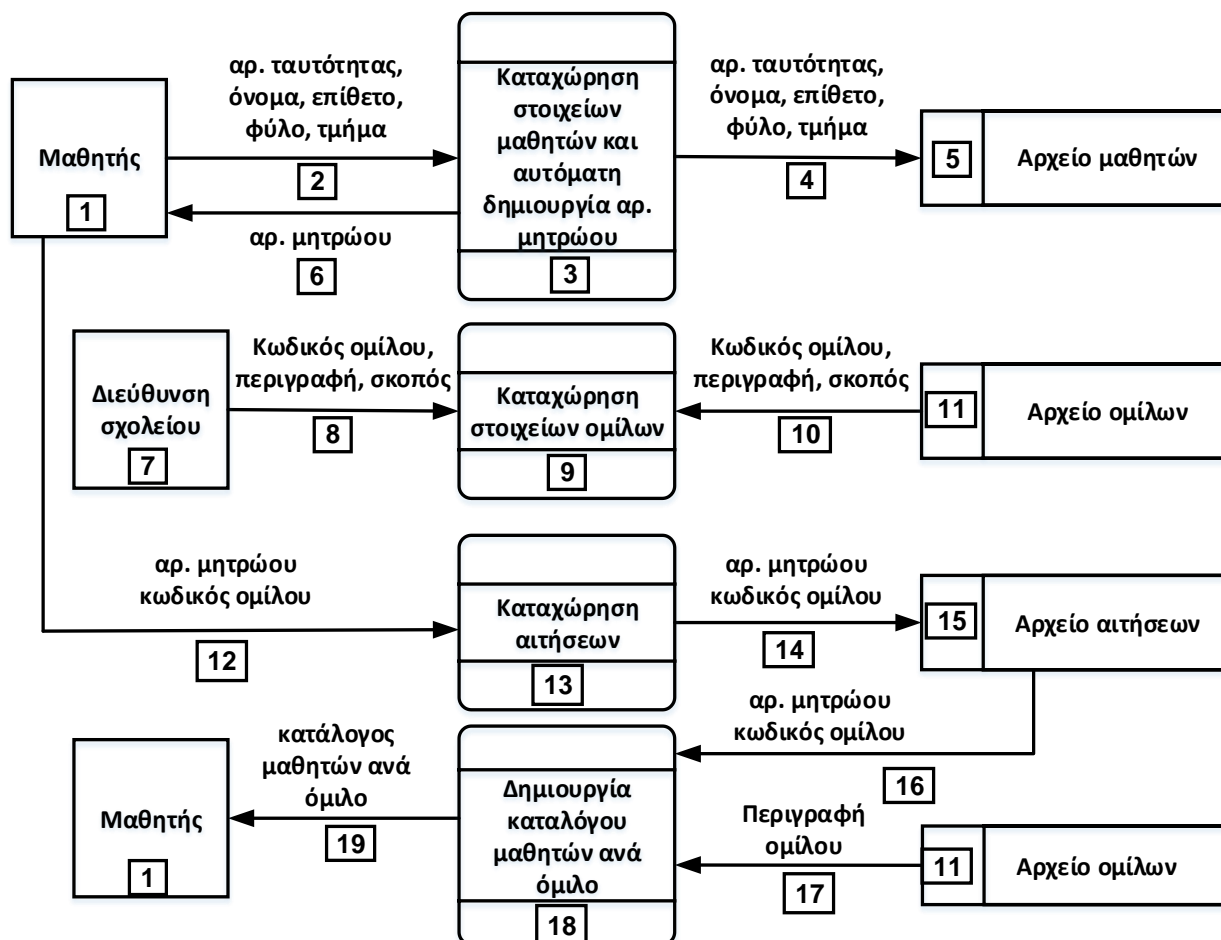 αρ. ταυτότητας,
όνομα, επίθετο,
φύλο, τμήμα
Μαθητής
1
2
αρ. μητρώου
6
Καταχώρηση
στοιχείων
μαθητών και
αυτόματη
δημιουργία αρ.
μητρώου
3
αρ. ταυτότητας,
όνομα, επίθετο,
φύλο, τμήμα
4
5
Αρχείο μαθητών
Διεύθυνση
σχολείου
7
Κωδικός ομίλου,
περιγραφή, σκοπός
8
Καταχώρηση
στοιχείων ομίλων
9
Κωδικός ομίλου,
περιγραφή, σκοπός
10
11
Αρχείο ομίλων
αρ. μητρώου
κωδικός ομίλου
12
Καταχώρηση
αιτήσεων
13
αρ. μητρώου
κωδικός ομίλου
14
15
Αρχείο αιτήσεων
αρ. μητρώου
κωδικός ομίλου
16
Μαθητής
1
κατάλογος
μαθητών ανά
όμιλο
19
Δημιουργία
καταλόγου
μαθητών ανά
όμιλο
18
Περιγραφή
ομίλου
17
11
Αρχείο ομίλων